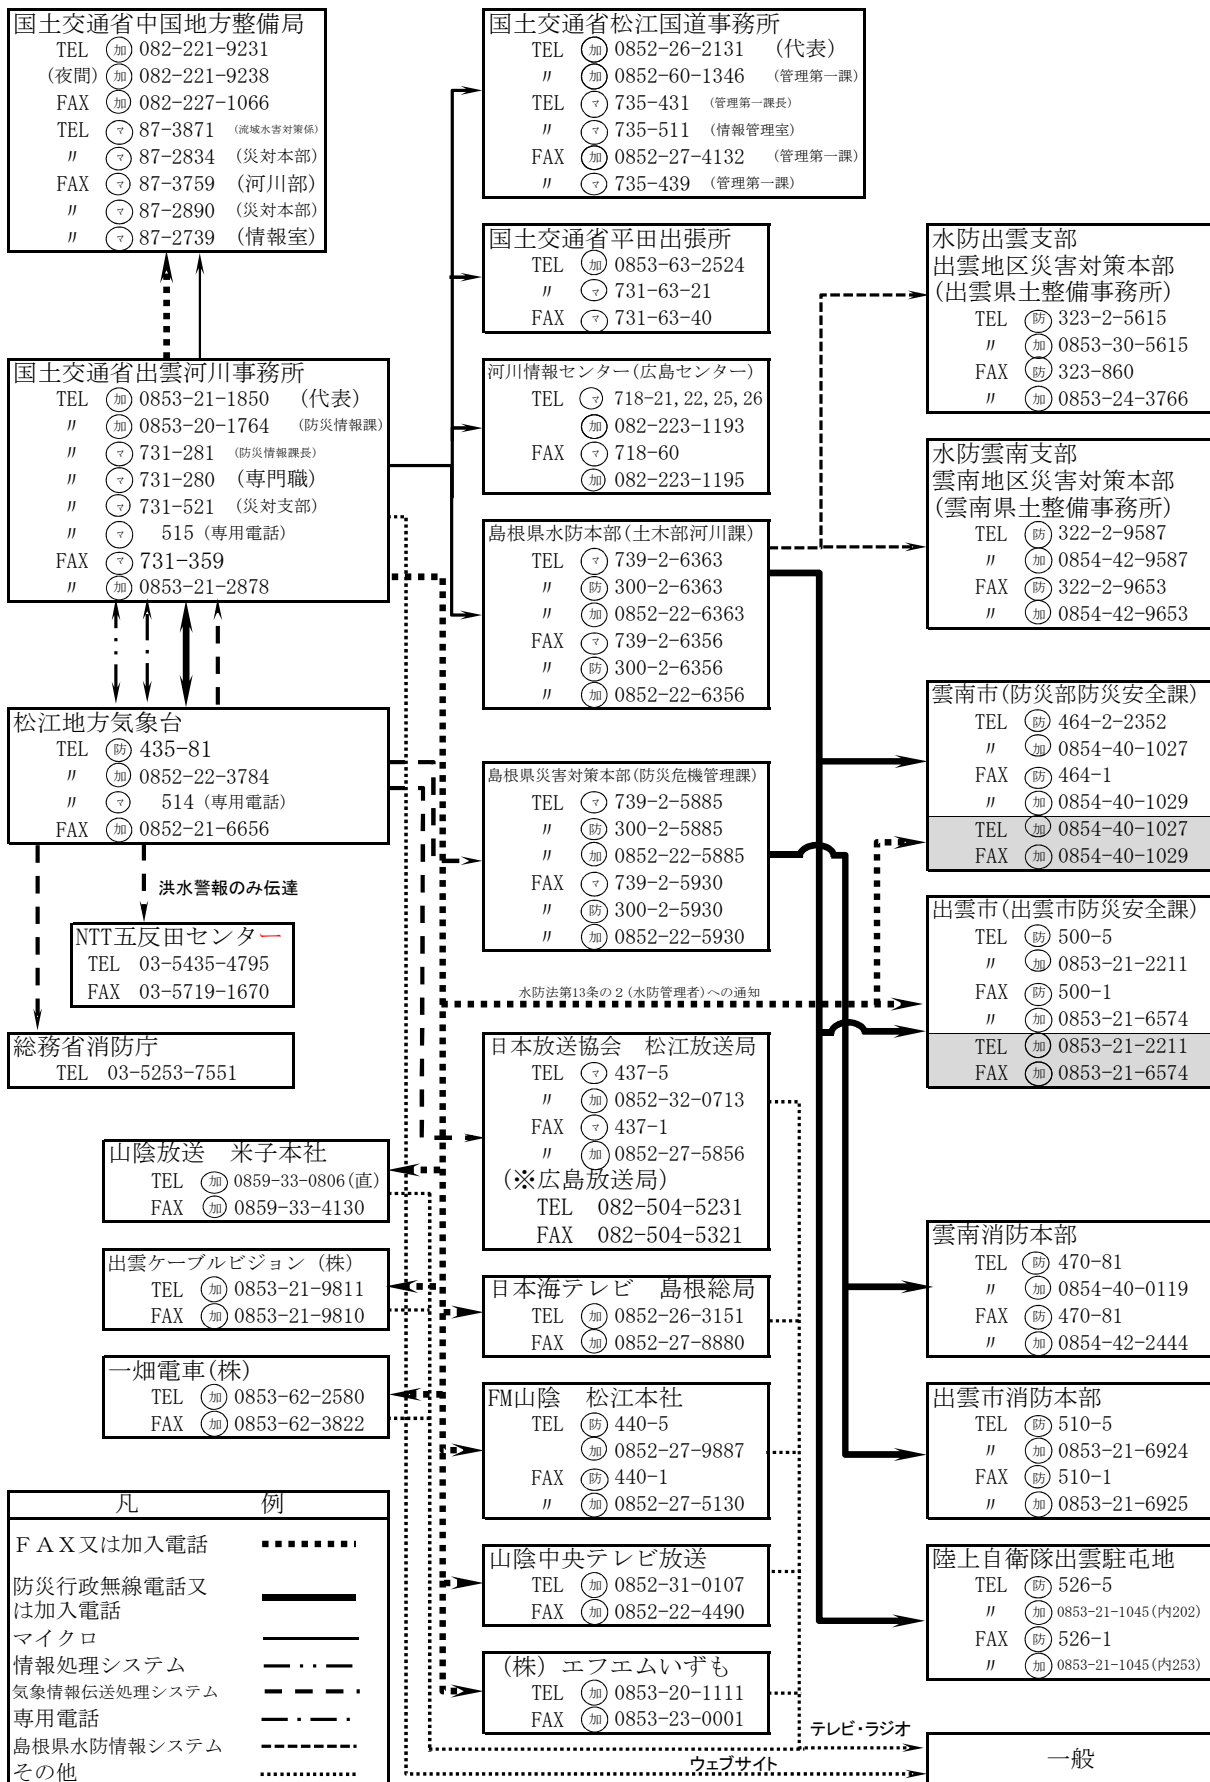 国土交通省中国地方整備局
TEL 加 082-221-9231
(夜間) 加 082-221-9238
FAX 加 082-227-1066
TEL マ 87-3871 (流域水害対策係)
〃 マ 87-2834 (災対本部)
FAX マ 87-3759 (河川部)
〃 マ 87-2890 (災対本部)
〃 マ 87-2739 (情報室)
国土交通省出雲河川事務所
TEL 加 0853-21-1850 (代表)
〃 加 0853-20-1764 (防災情報課)
〃 マ 731-281 (防災情報課長)
〃 マ 731-280 (専門職)
〃 マ 731-521 (災対支部)
〃 マ 515 (専用電話)
FAX マ 731-359
〃 加 0853-21-2878
松江地方気象台
TEL 防 435-81
〃 加 0852-22-3784
〃 マ 514 (専用電話)
FAX 加 0852-21-6656
洪水警報のみ伝達
NTT五反田センター
TEL 03-5435-4795
FAX 03-5719-1670
総務省消防庁
TEL 03-5253-7551
山陰放送 米子本社
TEL 加 0859-33-0806(直)
FAX 加 0859-33-4130
出雲ケーブルビジョン (株)
TEL 加 0853-21-9811
FAX 加 0853-21-9810
一畑電車(株)
TEL 加 0853-62-2580
FAX 加 0853-62-3822
凡 例
FAX又は加入電話
防災行政無線電話又
は加入電話
マイクロ
情報処理システム
気象情報伝送処理システム
専用電話
島根県水防情報システム
その他
国土交通省松江国道事務所
TEL 加 0852-26-2131 (代表)
〃 加 0852-60-1346 (管理第一課)
TEL マ 735-431 (管理第一課長)
〃 マ 735-511 (情報管理室)
FAX 加 0852-27-4132 (管理第一課)
〃 マ 735-439 (管理第一課)
国土交通省平田出張所
TEL 加 0853-63-2524
〃 マ 731-63-21
FAX マ 731-63-40
河川情報センター(広島センター)
TEL マ 718-21,22,25,26
加 082-223-1193
FAX マ 718-60
加 082-223-1195
島根県水防本部(土木部河川課)
TEL マ 739-2-6363
〃 防 300-2-6363
〃 加 0852-22-6363
FAX マ 739-2-6356
〃 防 300-2-6356
〃 加 0852-22-6356
島根県災害対策本部(防災危機管理課)
TEL マ 739-2-5885
〃 防 300-2-5885
〃 加 0852-22-5885
FAX マ 739-2-5930
〃 防 300-2-5930
〃 加 0852-22-5930
水防法第13条の2(水防管理者)への通知
日本放送協会 松江放送局
TEL マ 437-5
〃 加 0852-32-0713
FAX マ 437-1
〃 加 0852-27-5856
(※広島放送局)
TEL 082-504-5231
FAX 082-504-5321
日本海テレビ 島根総局
TEL 加 0852-26-3151
FAX 加 0852-27-8880
FM山陰 松江本社
TEL 防 440-5
加 0852-27-9887
FAX 防 440-1
〃 加 0852-27-5130
山陰中央テレビ放送
TEL 加 0852-31-0107
FAX 加 0852-22-4490
(株) エフエムいずも
TEL 加 0853-20-1111
FAX 加 0853-23-0001
水防出雲支部
出雲地区災害対策本部
(出雲県土整備事務所)
TEL 防 323-2-5615
〃 加 0853-30-5615
FAX 防 323-860
〃 加 0853-24-3766
水防雲南支部
雲南地区災害対策本部
(雲南県土整備事務所)
TEL 防 322-2-9587
〃 加 0854-42-9587
FAX 防 322-2-9653
〃 加 0854-42-9653
雲南市(防災部防災安全課)
TEL 防 464-2-2352
〃 加 0854-40-1027
FAX 防 464-1
〃 加 0854-40-1029
TEL 加 0854-40-1027
FAX 加 0854-40-1029
出雲市(出雲市防災安全課)
TEL 防 500-5
〃 加 0853-21-2211
FAX 防 500-1
〃 加 0853-21-6574
TEL 加 0853-21-2211
FAX 加 0853-21-6574
雲南消防本部
TEL 防 470-81
〃 加 0854-40-0119
FAX 防 470-81
〃 加 0854-42-2444
出雲市消防本部
TEL 防 510-5
〃 加 0853-21-6924
FAX 防 510-1
〃 加 0853-21-6925
陸上自衛隊出雲駐屯地
TEL 防 526-5
〃 加 0853-21-1045(内202)
FAX 防 526-1
〃 加 0853-21-1045(内253)
テレビ・ラジオ
ウェブサイト
一般